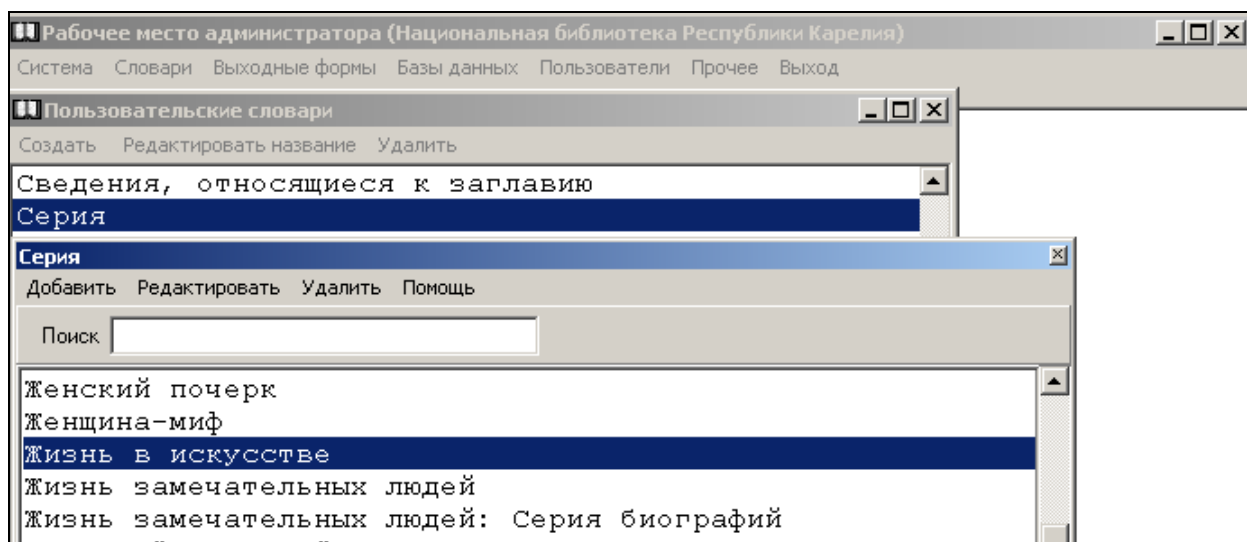 Рабочее место администратора (Национальная библиотека Республики Карелия)
Система Словари Выходные формы Базы данных Пользователи Прочее Выход
Пользовательские словари
Создать Редактировать название Удалить
Сведения, относящиеся к заглавию
Серия
Серия
Добавить Редактировать Удалить Помощь
Поиск
Женский почерк
Женщина-миф
Жизнь в искусстве
Жизнь замечательных людей
Жизнь замечательных людей: Серия биографий